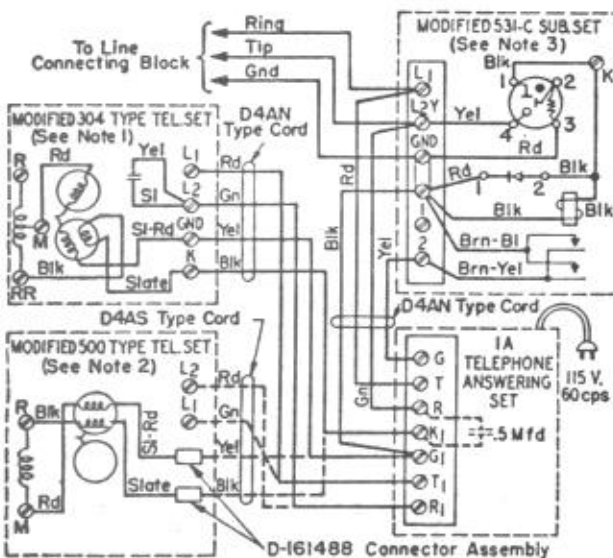 Ring
Tip
Gnd
To Line
Connecting Block
MODIFIED 531-C SUB. SET
(See Note 3)
Blk
K
1
2
L1
L2Y
Yel
4
3
GND
Rd
Rd
1
2
Blk
Blk
Blk
1
Brn-Bl
2
Brn-Yel
MODIFIED 304 TYPE TEL. SET
(See Note 1)
D4AN
Type Cord
R
Rd
Yel
L1
Rd
Sl
L2
Gn
M
Sl-Rd
GND
Yel
K
Blk
Blk
Slate
RR
Rd
Blk
Yel
Gn
D4AS Type Cord
D4AN Type Cord
MODIFIED 500 TYPE TEL. SET
(See Note 2)
L2
Rd
R
Blk
L1
Gn
Sl-Rd
Yel
Slate
Blk
Rd
M
1A
TELEPHONE
ANSWERING
SET
115 V,
60 cps
G
T
R
K1
.5 Mfd
G1
T1
R1
D-161488 Connector Assembly